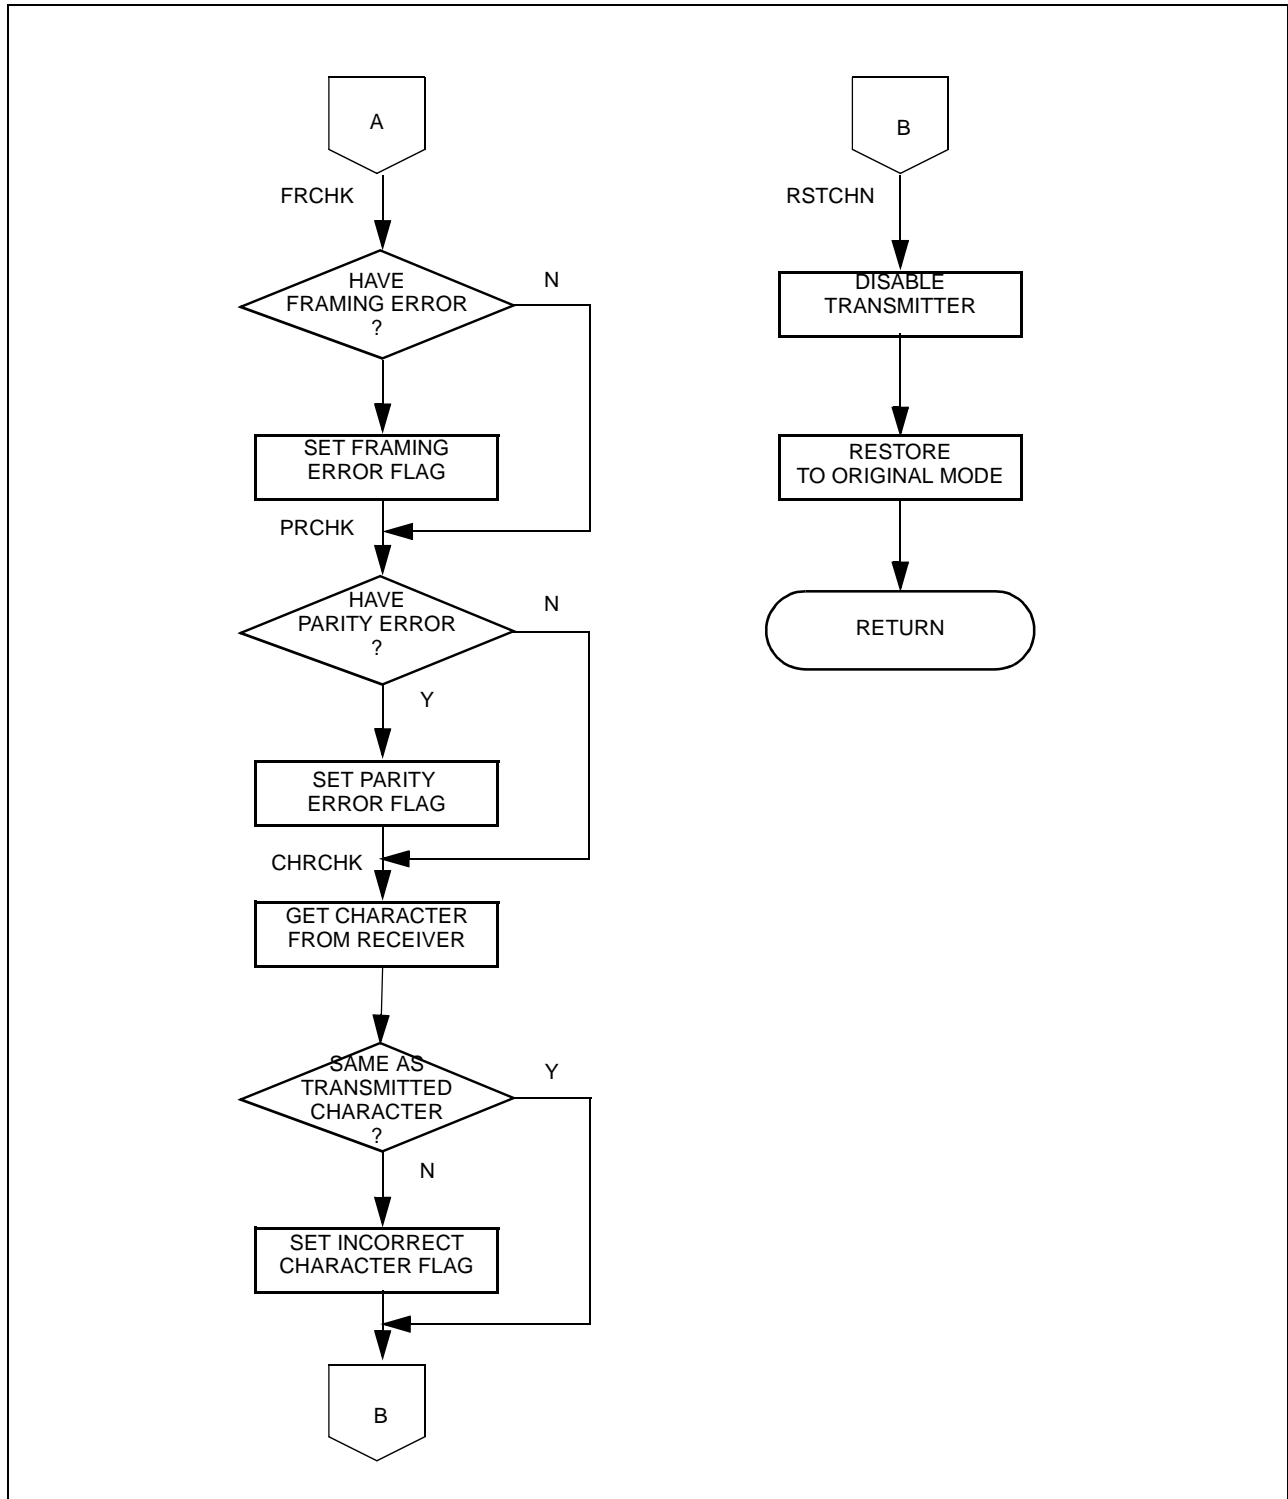 A
FRCHK
HAVE
FRAMING ERROR
?
N
SET FRAMING
ERROR FLAG
PRCHK
HAVE
PARITY ERROR
?
N
Y
SET PARITY
ERROR FLAG
CHRCHK
GET CHARACTER
FROM RECEIVER
SAME AS
TRANSMITTED
CHARACTER
?
Y
N
SET INCORRECT
CHARACTER FLAG
B
B
RSTCHN
DISABLE
TRANSMITTER
RESTORE
TO ORIGINAL MODE
RETURN